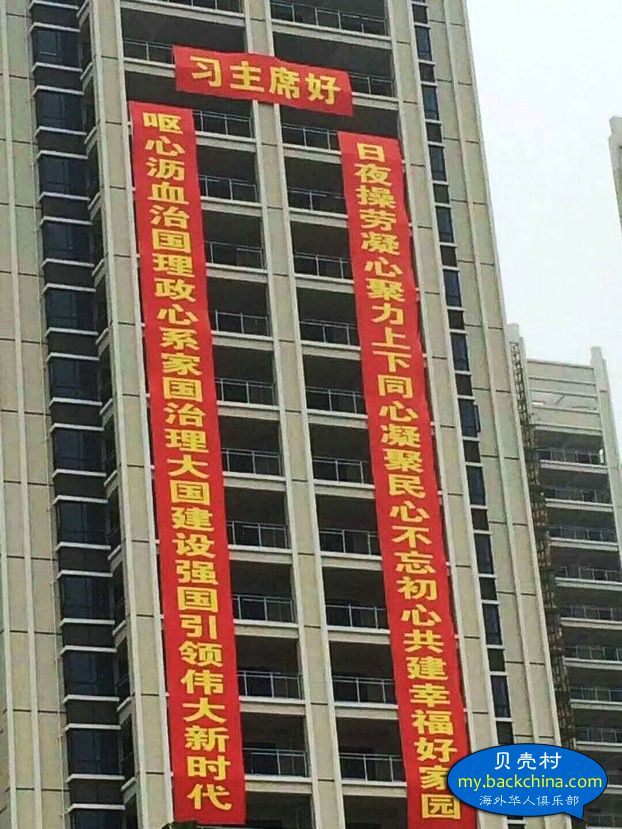 习主席好
日夜操劳凝心聚力上下同心凝聚民心不忘初心共建幸福好家园
呕心沥血治国理政心系家国治理大国建设强国引领伟大新时代
贝壳村
my.backchina.com
海外华人俱乐部